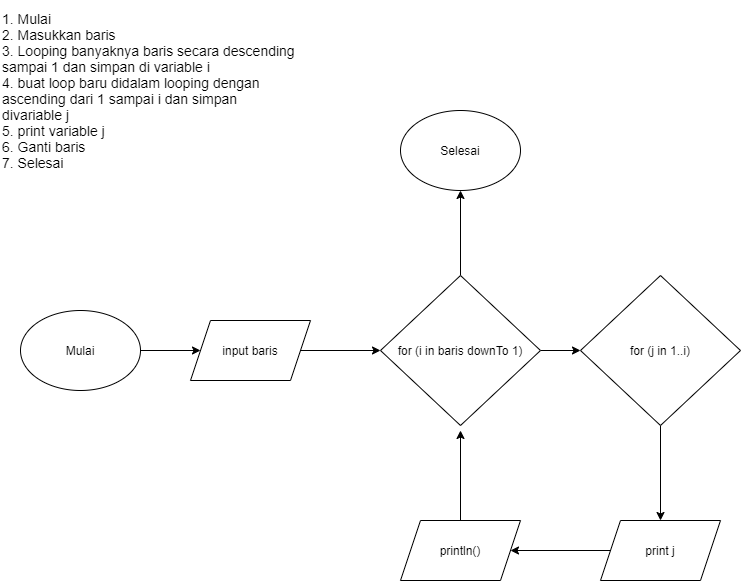 1. Mulai
2. Masukkan baris
3. Looping banyaknya baris secara descending
sampai 1 dan simpan di variable i
4. buat loop baru didalam looping dengan
ascending dari 1 sampai i dan simpan
divariable j
5. print variable j
6. Ganti baris
7. Selesai
Selesai
Mulai
input baris
for (i in baris downTo 1)
for (j in 1..i)
println()
print j